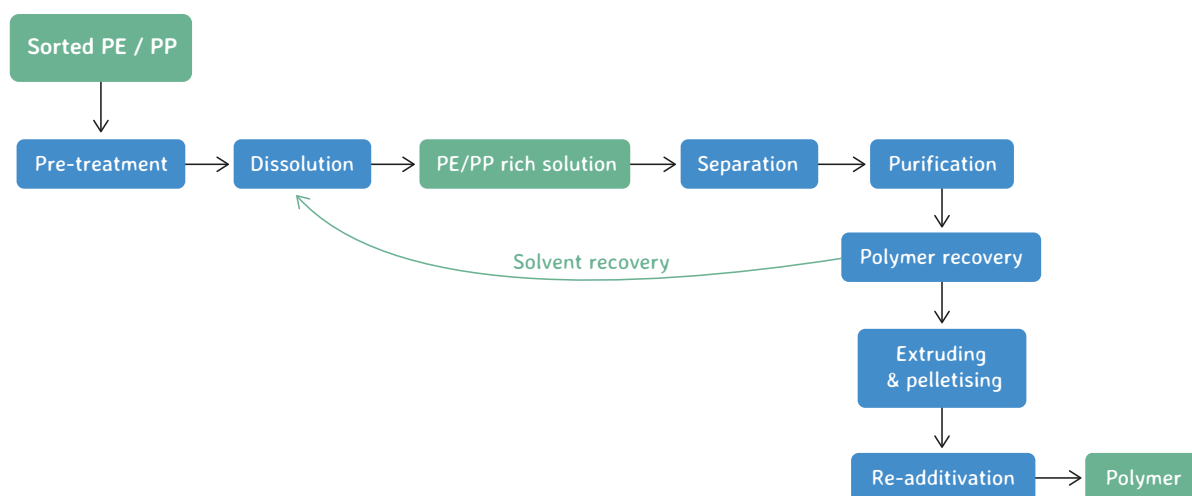 Sorted PE / PP
Pre-treatment
Dissolution
PE/PP rich solution
Separation
Purification
Solvent recovery
Polymer recovery
Extruding
& pelletising
Re-additivation
Polymer